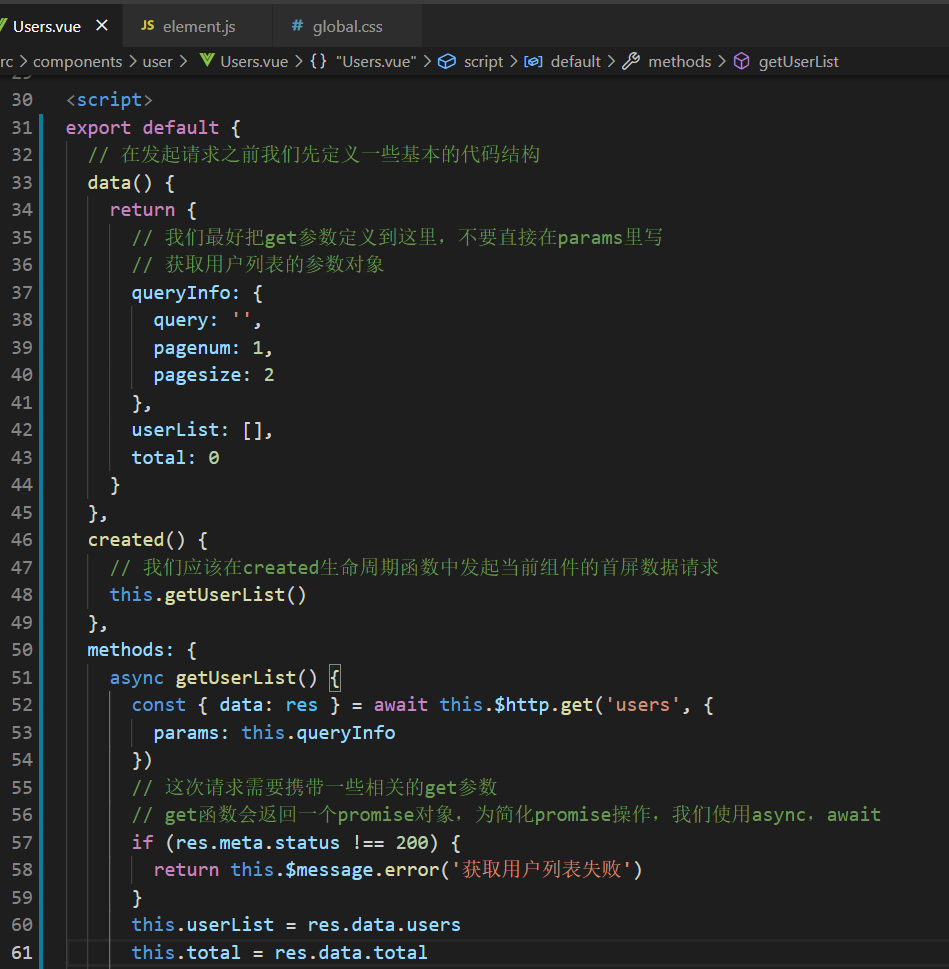 Users.vue × JS element.js # global.css
rc > components > user > Users.vue > {} "Users.vue" > script > default > methods > getUserList
30 <script>
31 export default {
32 // 在发起请求之前我们先定义一些基本的代码结构
33 data() {
34 return {
35 // 我们最好把get参数定义到这里，不要直接在params里写
36 // 获取用户列表的参数对象
37 queryInfo: {
38 query: '',
39 pagenum: 1,
40 pagesize: 2
41 },
42 userList: [],
43 total: 0
44 }
45 },
46 created() {
47 // 我们应该在created生命周期函数中发起当前组件的首屏数据请求
48 this.getUserList()
49 },
50 methods: {
51 async getUserList() {
52 const { data: res } = await this.$http.get('users', {
53 params: this.queryInfo
54 })
55 // 这次请求需要携带一些相关的get参数
56 // get函数会返回一个promise对象，为简化promise操作，我们使用async，await
57 if (res.meta.status !== 200) {
58 return this.$message.error('获取用户列表失败')
59 }
60 this.userList = res.data.users
61 this.total = res.data.total